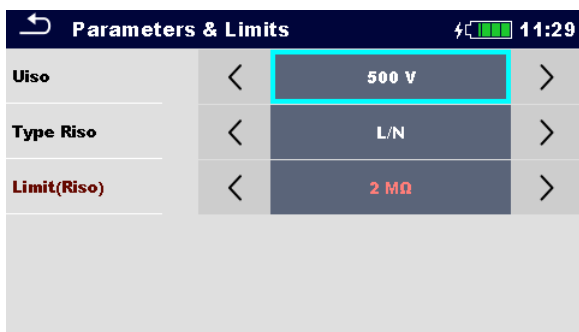 Parameters & Limits 11:29
Uiso 500 V
Type Riso L/N
Limit(Riso) 2 MΩ